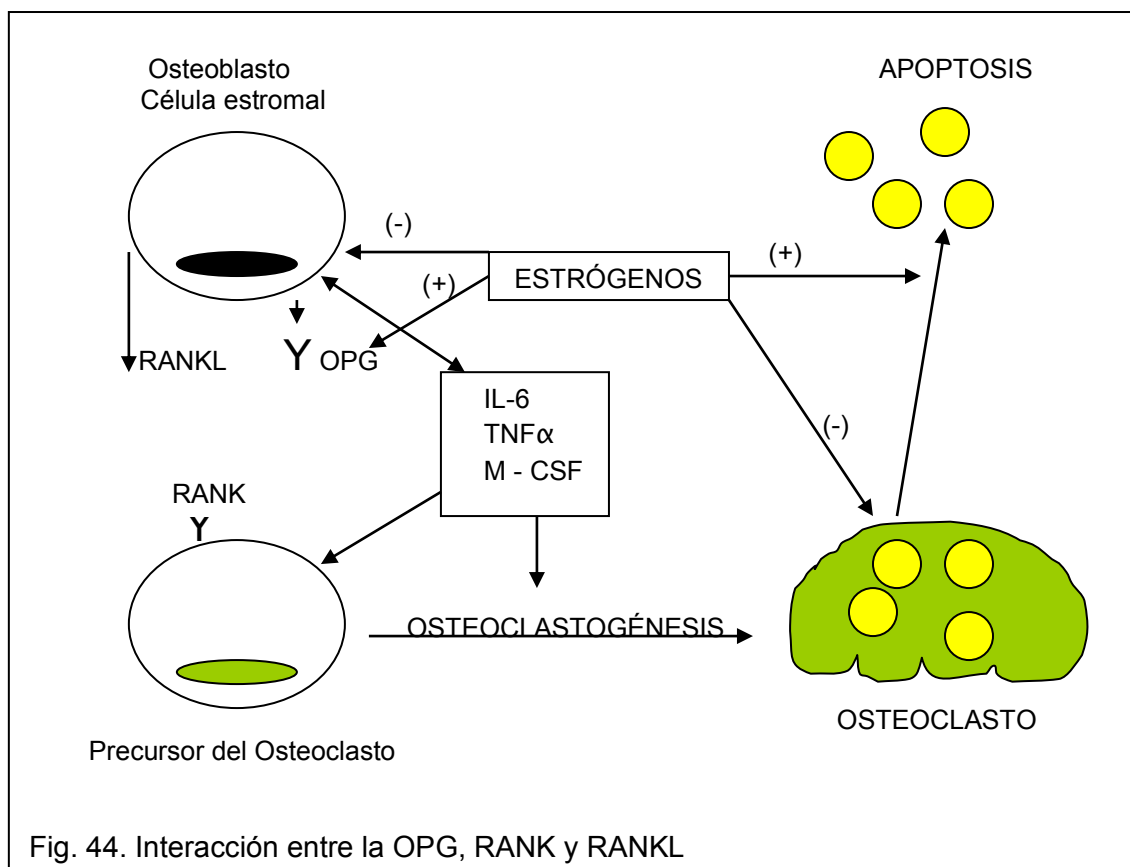 Osteoblasto
Célula estromal
APOPTOSIS
(-)
(+)
ESTRÓGENOS
(+)
RANKL
Y OPG
IL-6
TNFα
M - CSF
(-)
RANK
Y
OSTEOCLASTOGÉNESIS
OSTEOCLASTO
Precursor del Osteoclasto
Fig. 44. Interacción entre la OPG, RANK y RANKL